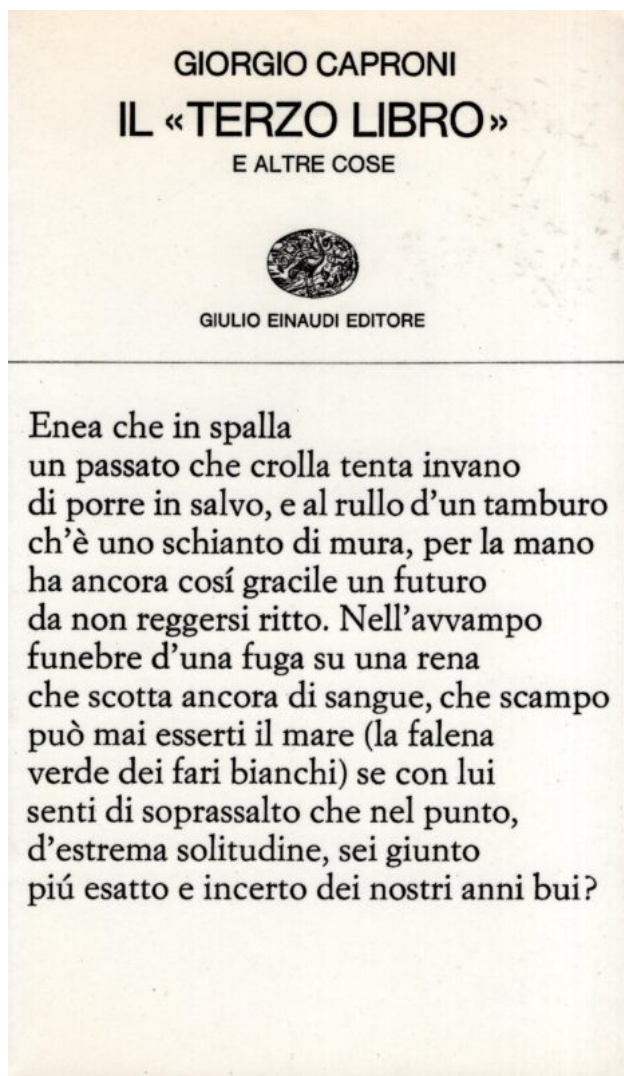 GIORGIO CAPRONI
IL «TERZO LIBRO»
E ALTRE COSE
GIULIO EINAUDI EDITORE
Enea che in spalla
un passato che crolla tenta invano
di porre in salvo, e al rullo d'un tamburo
ch'è uno schianto di mura, per la mano
ha ancora cosí gracile un futuro
da non reggersi ritto. Nell'avvampo
funebre d'una fuga su una rena
che scotta ancora di sangue, che scampo
può mai esserti il mare (la falena
verde dei fari bianchi) se con lui
senti di soprassalto che nel punto,
d'estrema solitudine, sei giunto
piú esatto e incerto dei nostri anni bui?